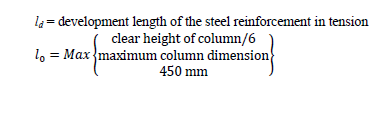 l_d = development length of the steel reinforcement in tension
clear height of column/6
l_o = Max {maximum column dimension}
450 mm